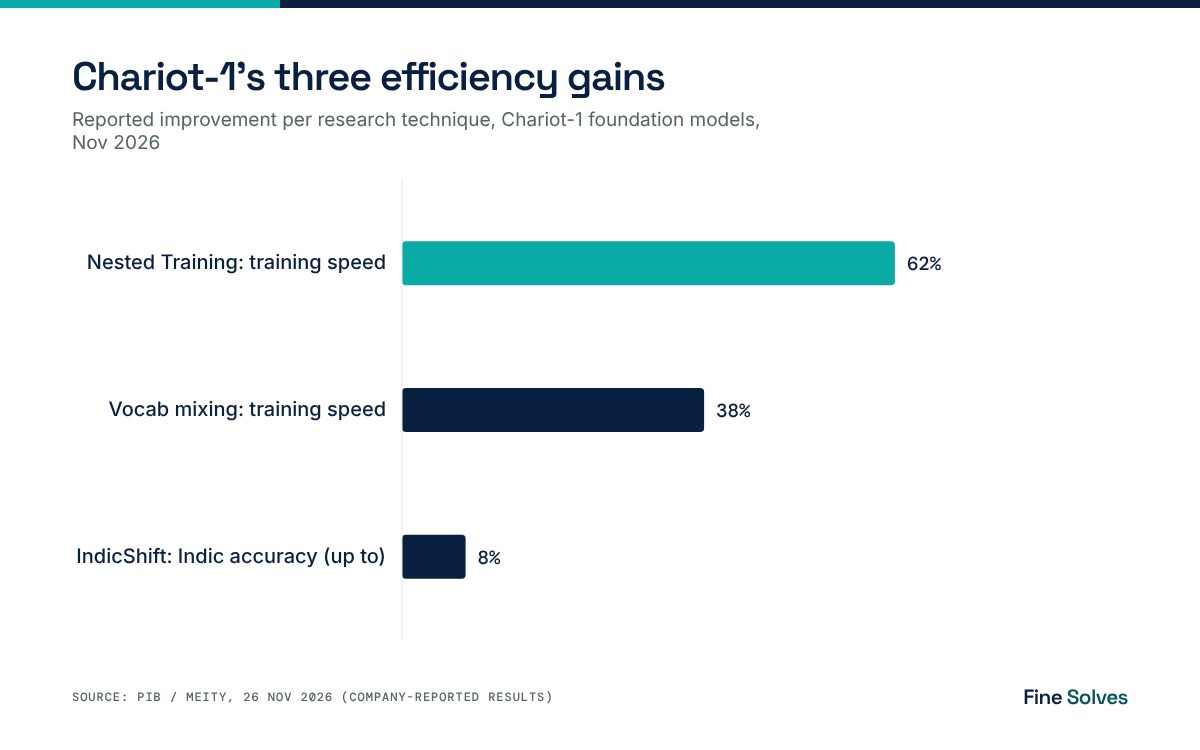 Chariot-1’s three efficiency gains
Reported improvement per research technique, Chariot-1 foundation models,
Nov 2026
Nested Training: training speed
62%
Vocab mixing: training speed
38%
IndicShift: Indic accuracy (up to)
8%
SOURCE: PIB / MEITY, 26 NOV 2026 (COMPANY-REPORTED RESULTS)
Fine Solves